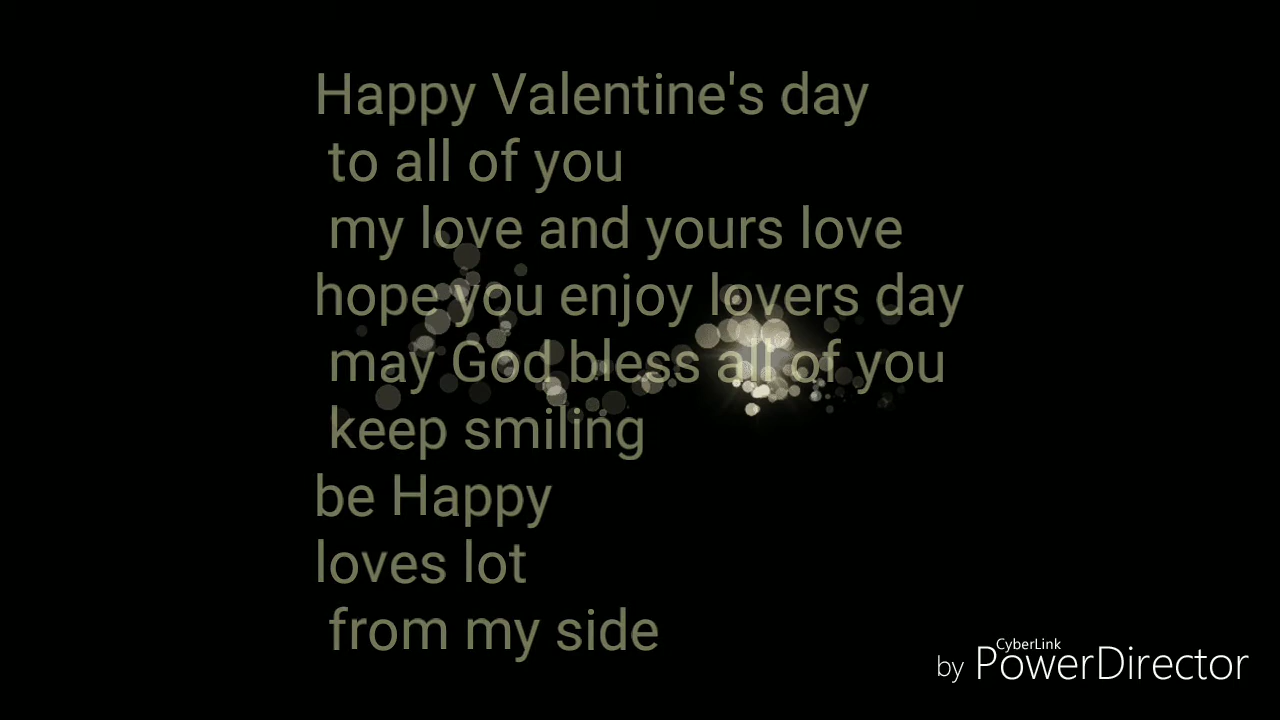 Happy Valentine's day
to all of you
my love and yours love
hope you enjoy lovers day
may God bless all of you
keep smiling
be Happy
loves lot
from my side
CyberLink
by PowerDirector